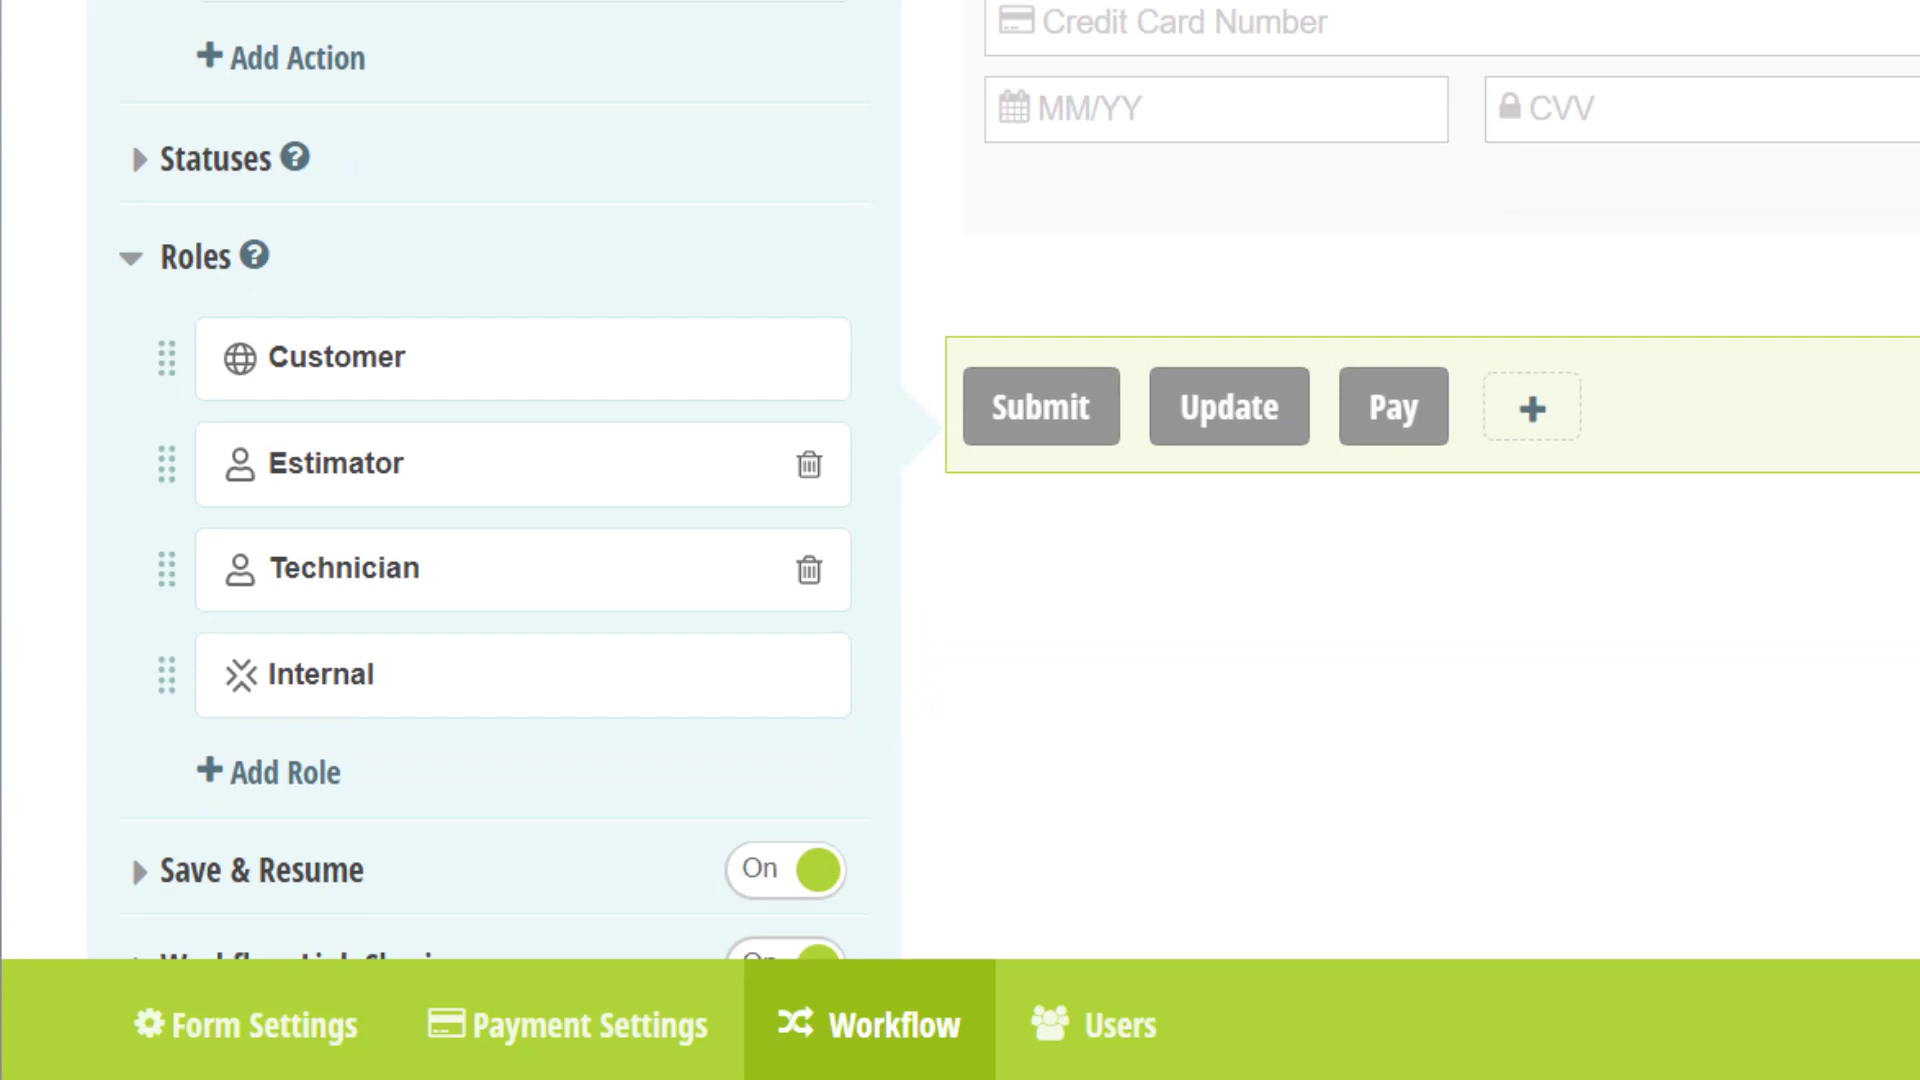 Add Action
Statuses
Roles
Customer
Estimator
Technician
Internal
Add Role
Save & Resume
On
On
Credit Card Number
MM/YY
CVV
Submit
Update
Pay
Form Settings
Payment Settings
Workflow
Users